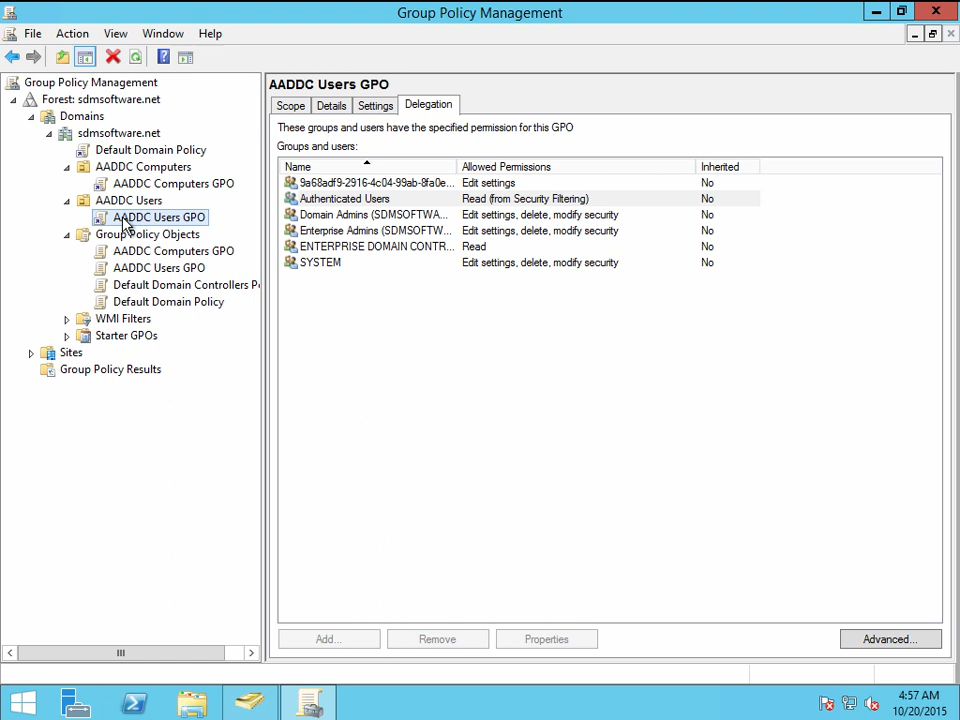 Group Policy Management
File Action View Window Help
Group Policy Management
Forest: sdmsoftware.net
Domains
sdmsoftware.net
Default Domain Policy
AADDC Computers
AADDC Computers GPO
AADDC Users
AADDC Users GPO
Group Policy Objects
AADDC Computers GPO
AADDC Users GPO
Default Domain Controllers P
Default Domain Policy
WMI Filters
Starter GPOs
Sites
Group Policy Results
AADDC Users GPO
Scope Details Settings Delegation
These groups and users have the specified permission for this GPO
Groups and users:
Name Allowed Permissions Inherited
9a68adf9-2916-4c04-99ab-8fa0e... Edit settings No
Authenticated Users Read (from Security Filtering) No
Domain Admins (SDMSOFTWA... Edit settings, delete, modify security No
Enterprise Admins (SDMSOFTW... Edit settings, delete, modify security No
ENTERPRISE DOMAIN CONTR... Read No
SYSTEM Edit settings, delete, modify security No
Add... Remove Properties Advanced...
4:57 AM
10/20/2015